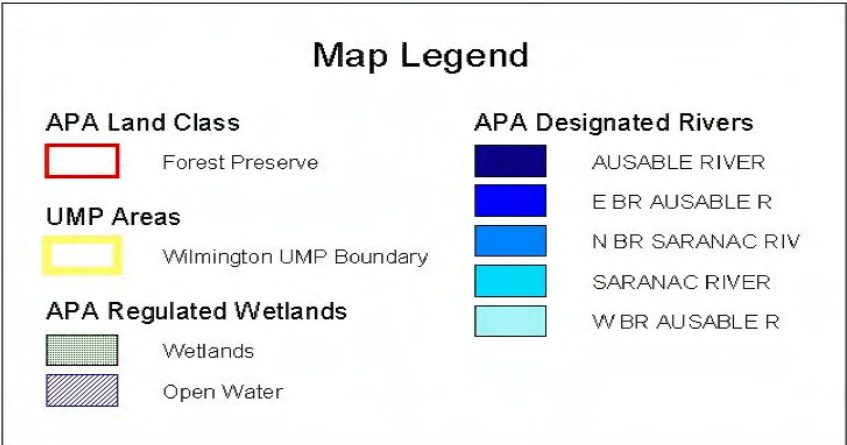 Map Legend
APA Land Class
Forest Preserve
UMP Areas
Wilmington UMP Boundary
APA Regulated Wetlands
Wetlands
Open Water
APA Designated Rivers
AUSABLE RIVER
E BR AUSABLE R
N BR SARANAC RIV
SARANAC RIVER
W BR AUSABLE R